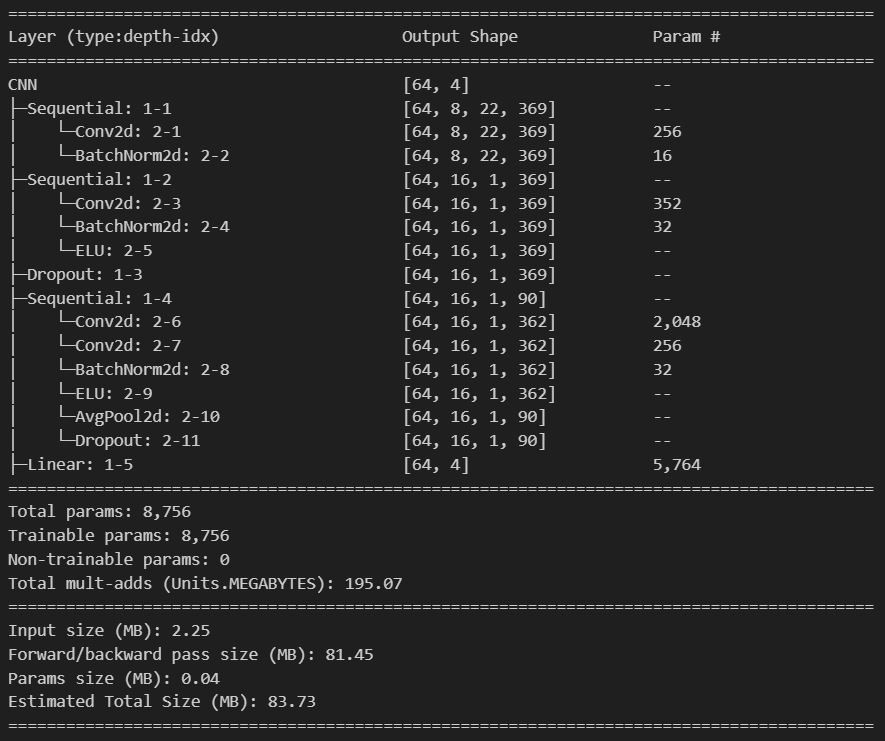 ==========================================================================================
Layer (type:depth-idx)                   Output Shape              Param #
==========================================================================================
CNN                                      [64, 4]                   --
├─Sequential: 1-1                        [64, 8, 22, 369]          --
│    └─Conv2d: 2-1                       [64, 8, 22, 369]          256
│    └─BatchNorm2d: 2-2                  [64, 8, 22, 369]          16
├─Sequential: 1-2                        [64, 16, 1, 369]          --
│    └─Conv2d: 2-3                       [64, 16, 1, 369]          352
│    └─BatchNorm2d: 2-4                  [64, 16, 1, 369]          32
│    └─ELU: 2-5                          [64, 16, 1, 369]          --
├─Dropout: 1-3                           [64, 16, 1, 369]          --
├─Sequential: 1-4                        [64, 16, 1, 90]           --
│    └─Conv2d: 2-6                       [64, 16, 1, 362]          2,048
│    └─Conv2d: 2-7                       [64, 16, 1, 362]          256
│    └─BatchNorm2d: 2-8                  [64, 16, 1, 362]          32
│    └─ELU: 2-9                          [64, 16, 1, 362]          --
│    └─AvgPool2d: 2-10                   [64, 16, 1, 90]           --
│    └─Dropout: 2-11                     [64, 16, 1, 90]           --
├─Linear: 1-5                            [64, 4]                   5,764
==========================================================================================
Total params: 8,756
Trainable params: 8,756
Non-trainable params: 0
Total mult-adds (Units.MEGABYTES): 195.07
==========================================================================================
Input size (MB): 2.25
Forward/backward pass size (MB): 81.45
Params size (MB): 0.04
Estimated Total Size (MB): 83.73
==========================================================================================